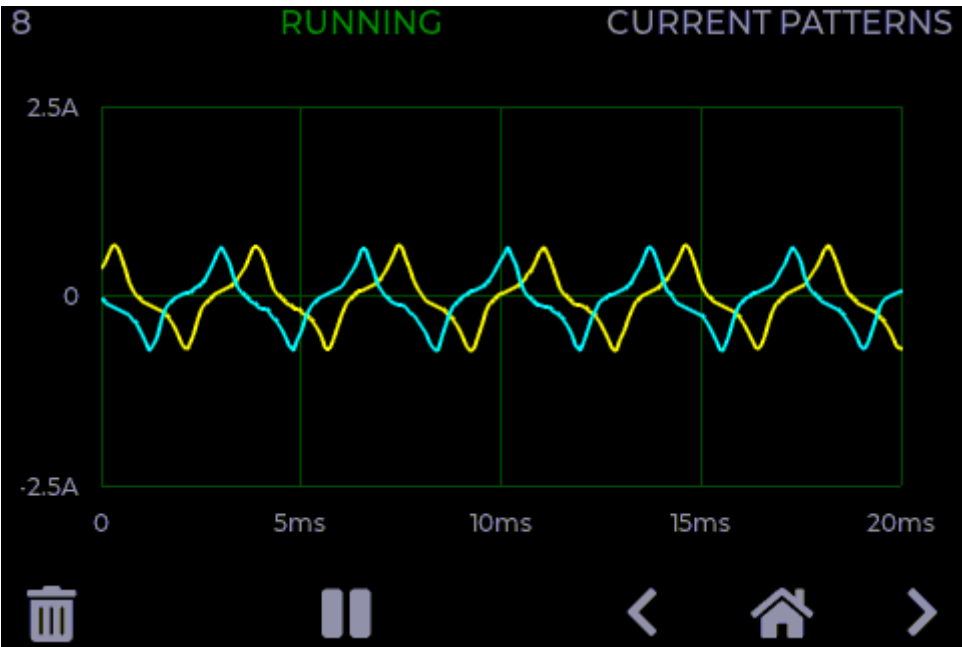 8 RUNNING CURRENT PATTERNS
2.5A
0
-2.5A
0 5ms 10ms 15ms 20ms